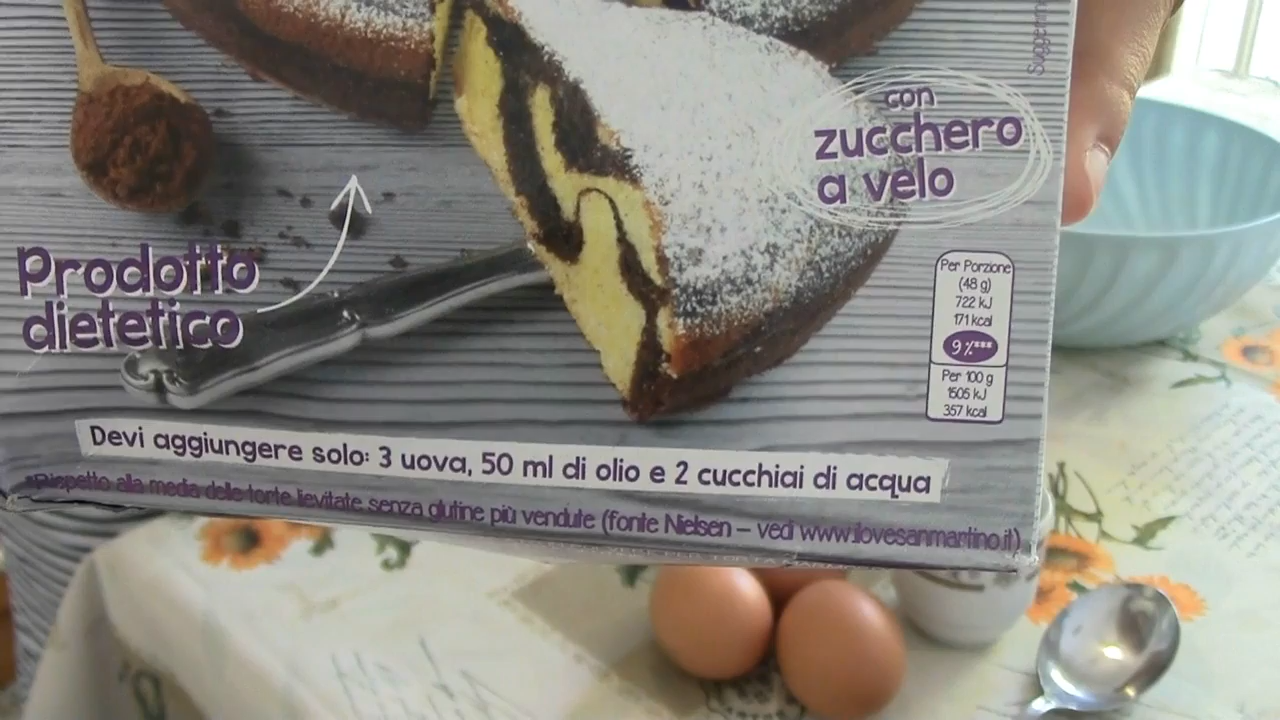 con
zucchero
a velo
Prodotto
dietetico
Per Porzione
(48 g)
722 kJ
171 kcal
9%***
Per 100 g
1505 kJ
357 kcal
Devi aggiungere solo: 3 uova, 50 ml di olio e 2 cucchiai di acqua
Rispetto alla media delle torte lievitate senza glutine più vendute (fonte Nielsen – vedi www.ilovesanmartino.it)